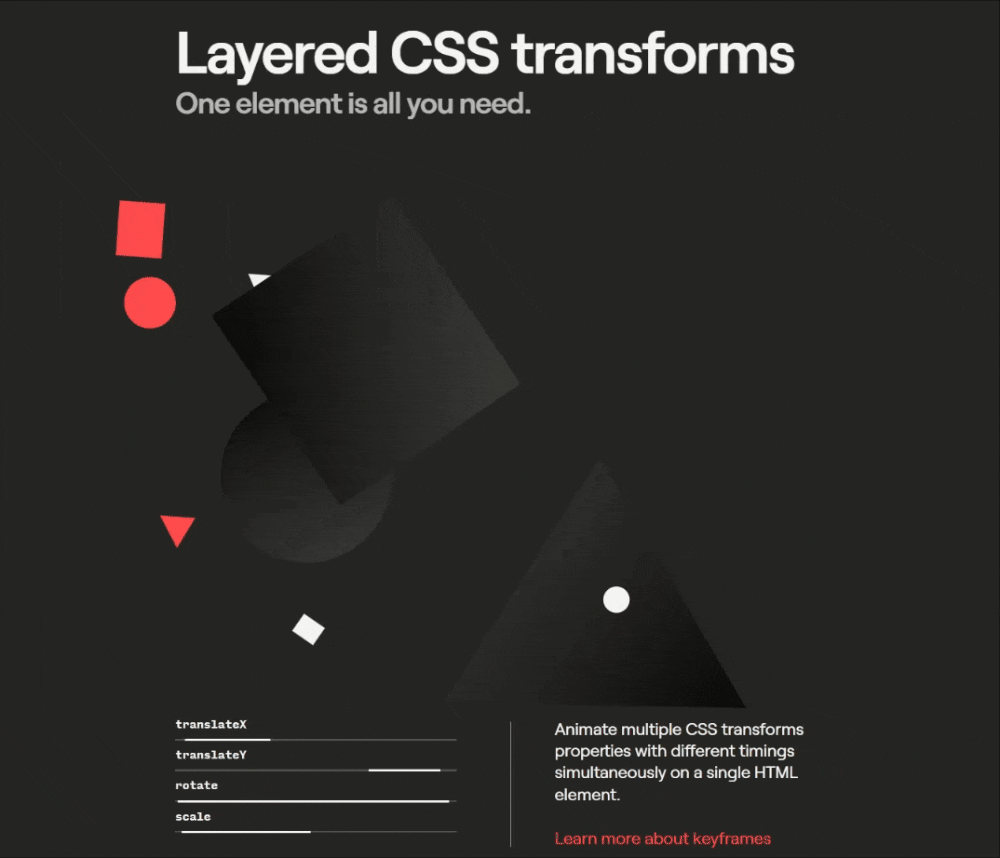 Layered CSS transforms
One element is all you need.
translateX
translateY
rotate
scale
Animate multiple CSS transforms
properties with different timings
simultaneously on a single HTML
element.
Learn more about keyframes